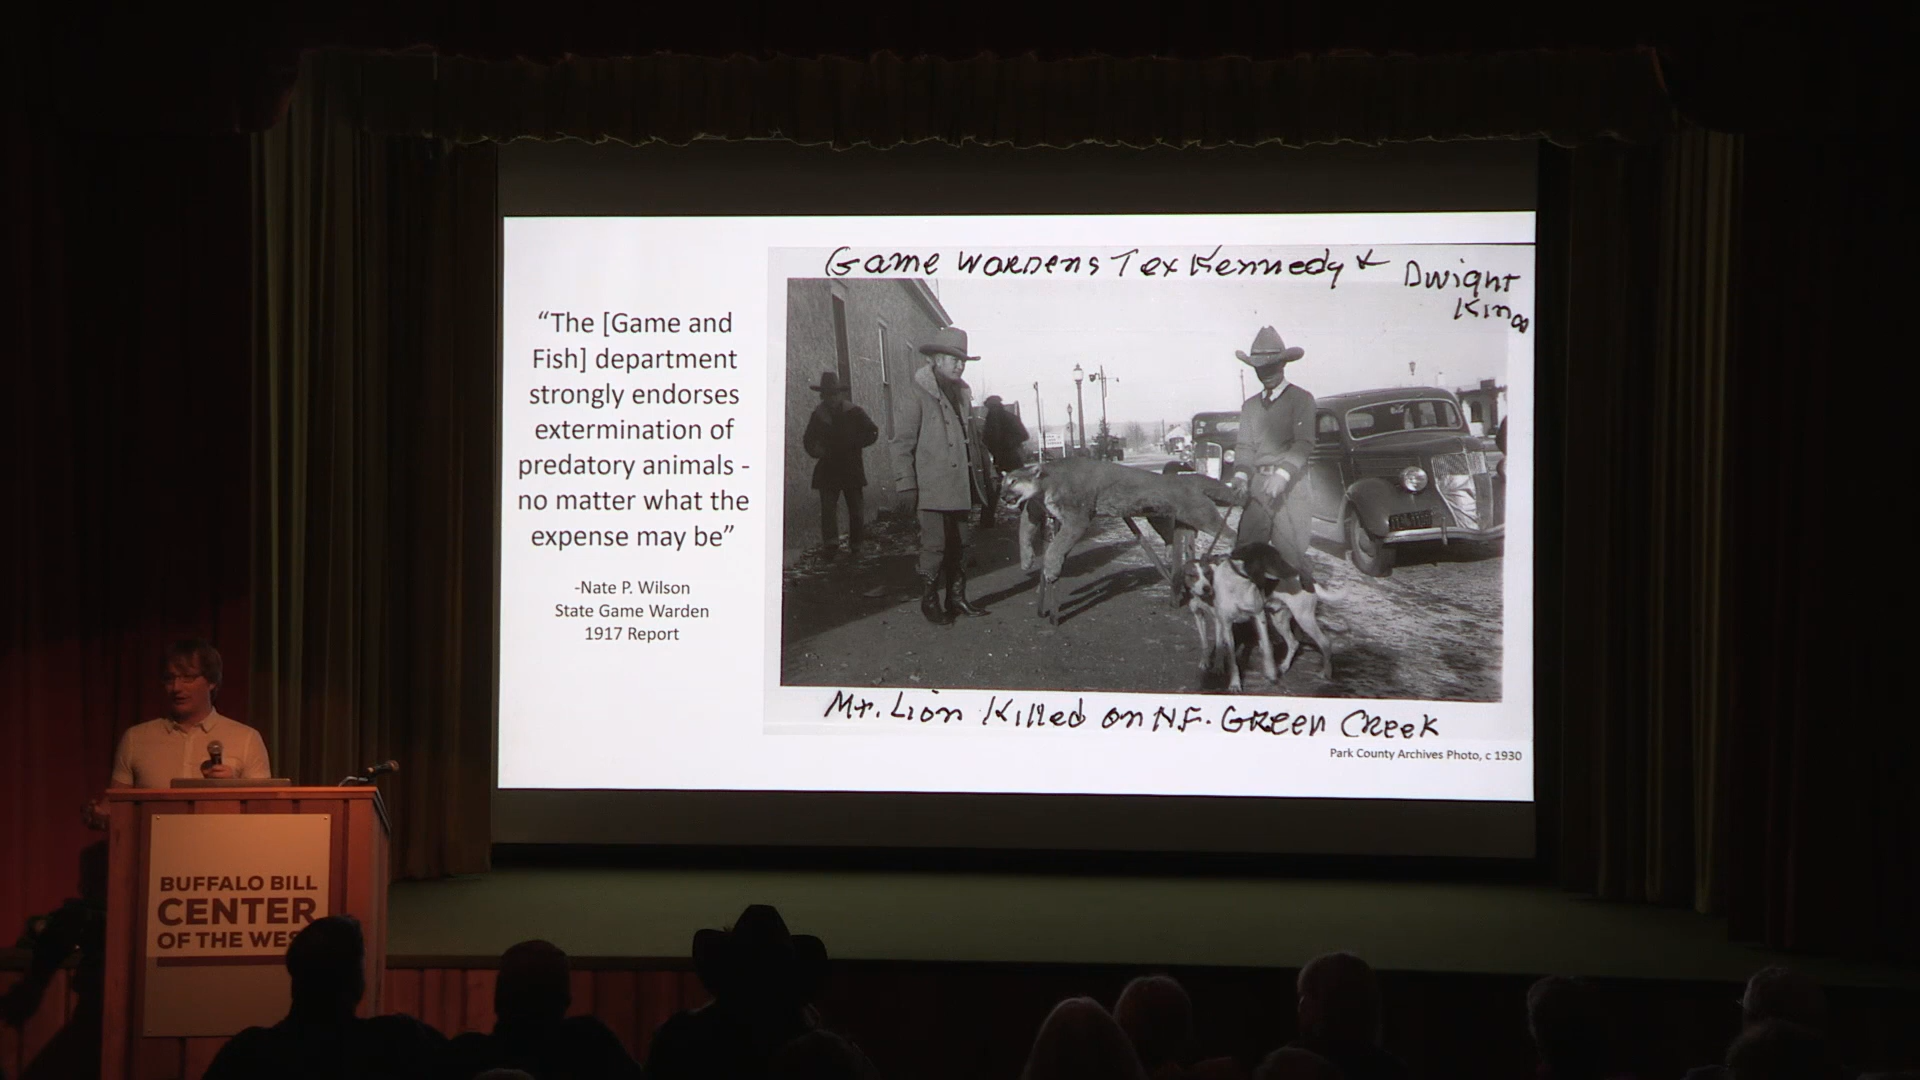 Game Wardens Tex Kennedy & Dwight
King
“The [Game and
Fish] department
strongly endorses
extermination of
predatory animals -
no matter what the
expense may be”
-Nate P. Wilson
State Game Warden
1917 Report
Mt. Lion Killed on N.F. Green Creek
Park County Archives Photo, c 1930
BUFFALO BILL
CENTER
OF THE WES